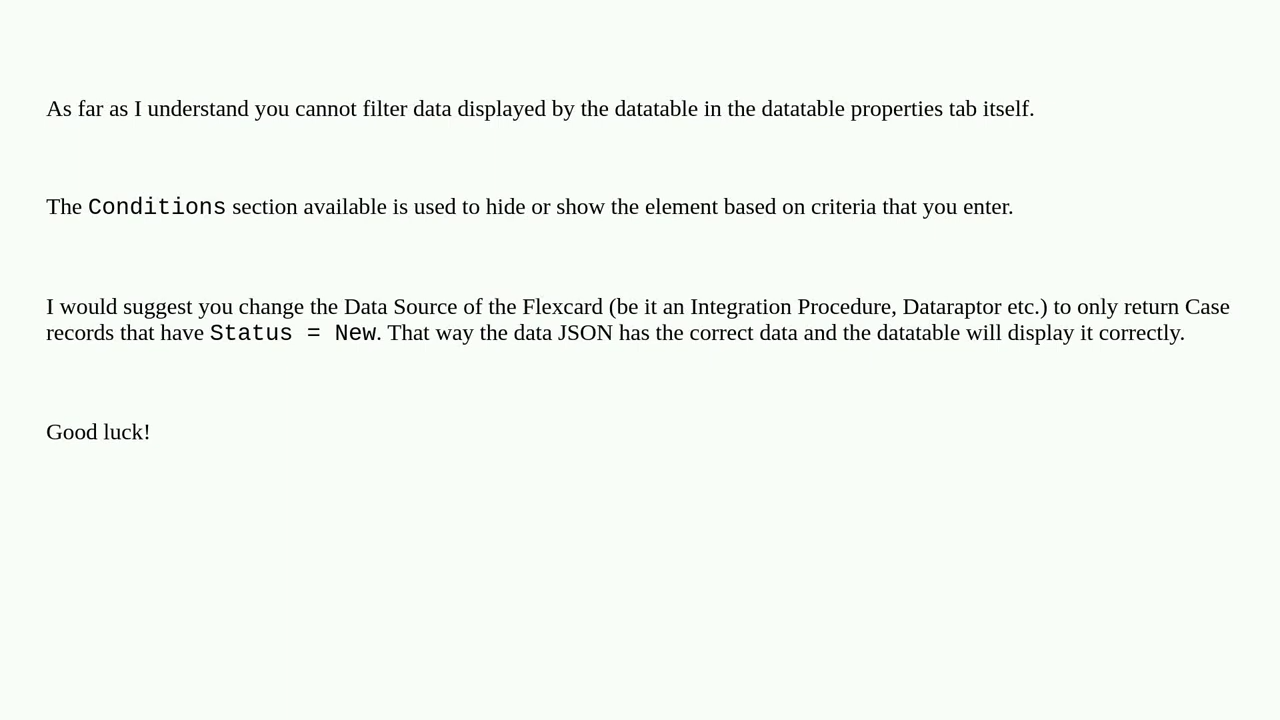 As far as I understand you cannot filter data displayed by the datatable in the datatable properties tab itself.
The Conditions section available is used to hide or show the element based on criteria that you enter.
I would suggest you change the Data Source of the Flexcard (be it an Integration Procedure, Dataraptor etc.) to only return Case
records that have Status = New. That way the data JSON has the correct data and the datatable will display it correctly.
Good luck!